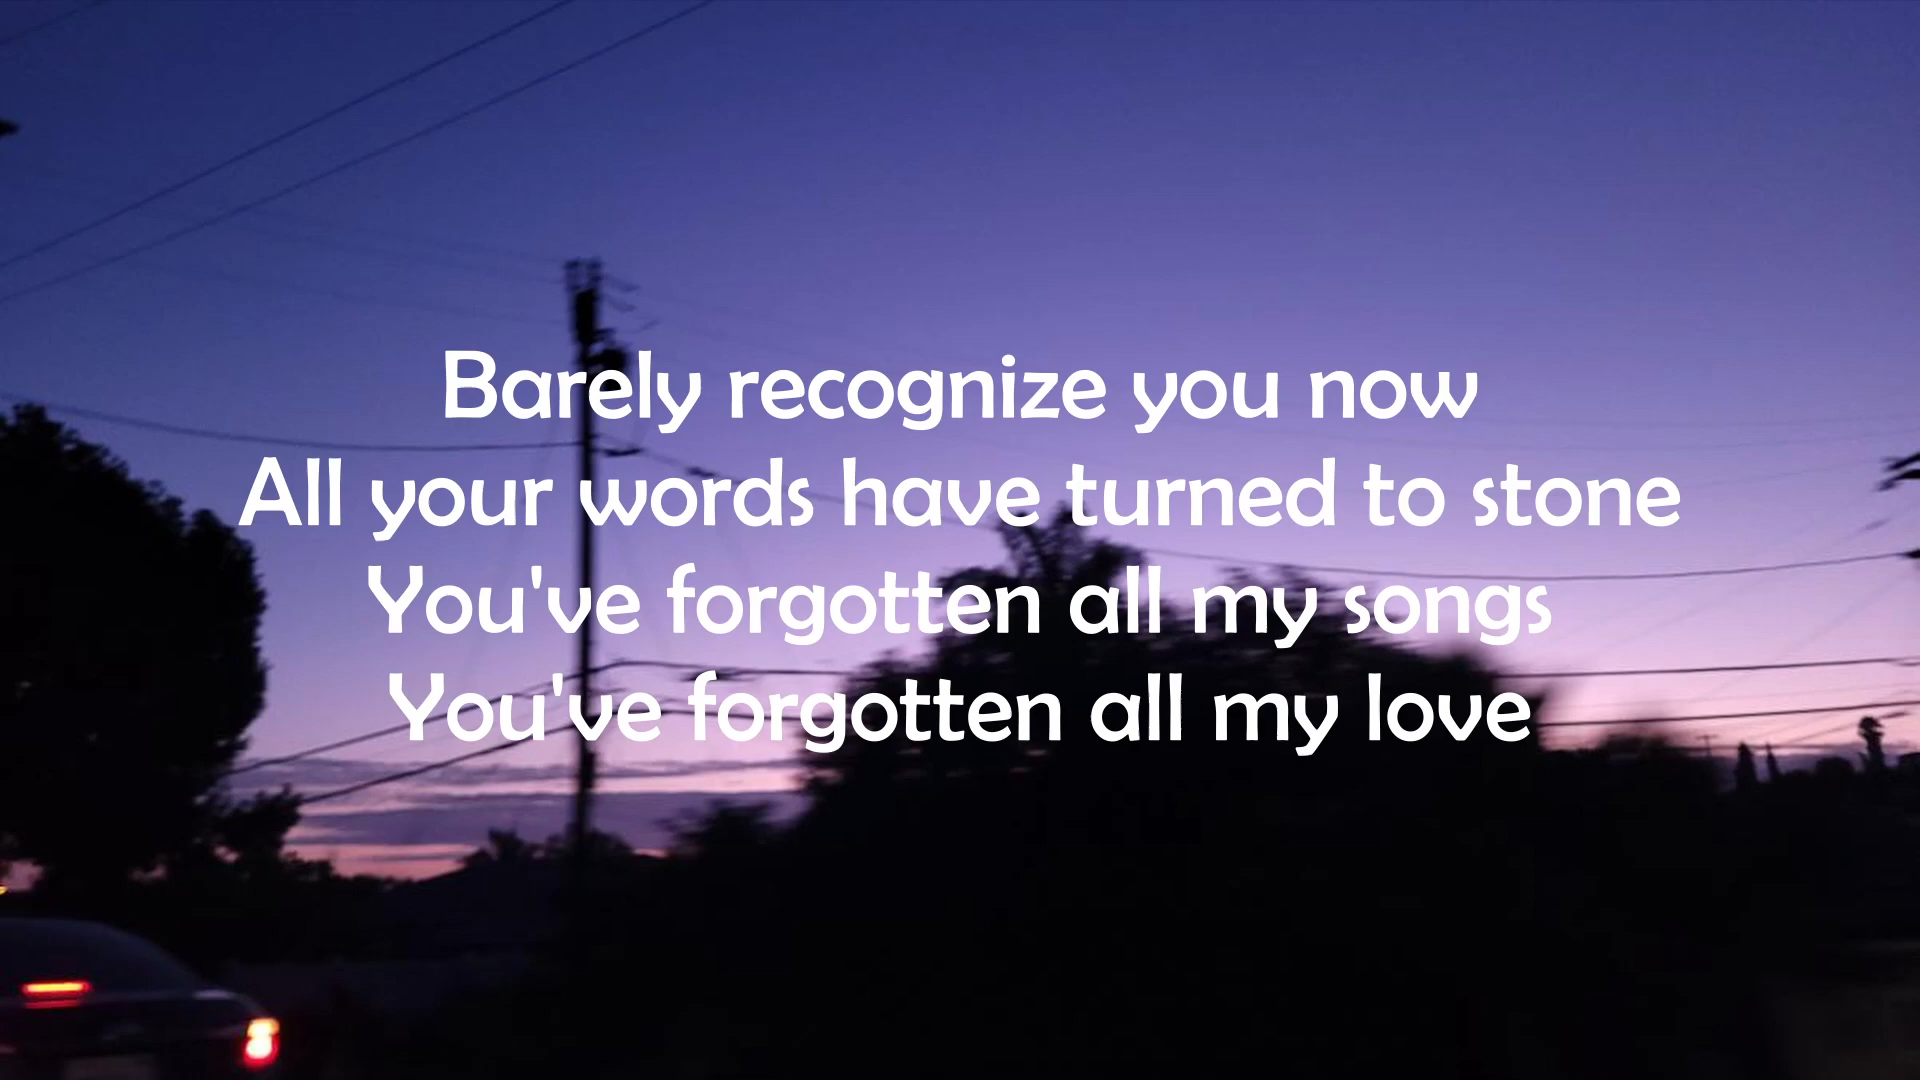 Barely recognize you now
All your words have turned to stone
You've forgotten all my songs
You've forgotten all my love